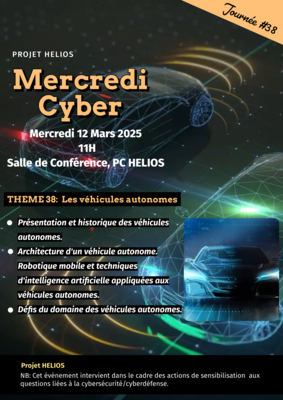 Journée #38
PROJET HELIOS
Mercredi
Cyber
Mercredi 12 Mars 2025
11H
Salle de Conférence, PC HELIOS
THEME 38: Les véhicules autonomes
Présentation et historique des véhicules
autonomes.
Architecture d'un véhicule autonome.
Robotique mobile et techniques
d'intelligence artificielle appliquées aux
véhicules autonomes.
Défis du domaine des véhicules autonomes.
Projet HELIOS
NB: Cet évènement intervient dans le cadre des actions de sensibilisation aux
questions liées à la cybersécurité/cyberdéfense.